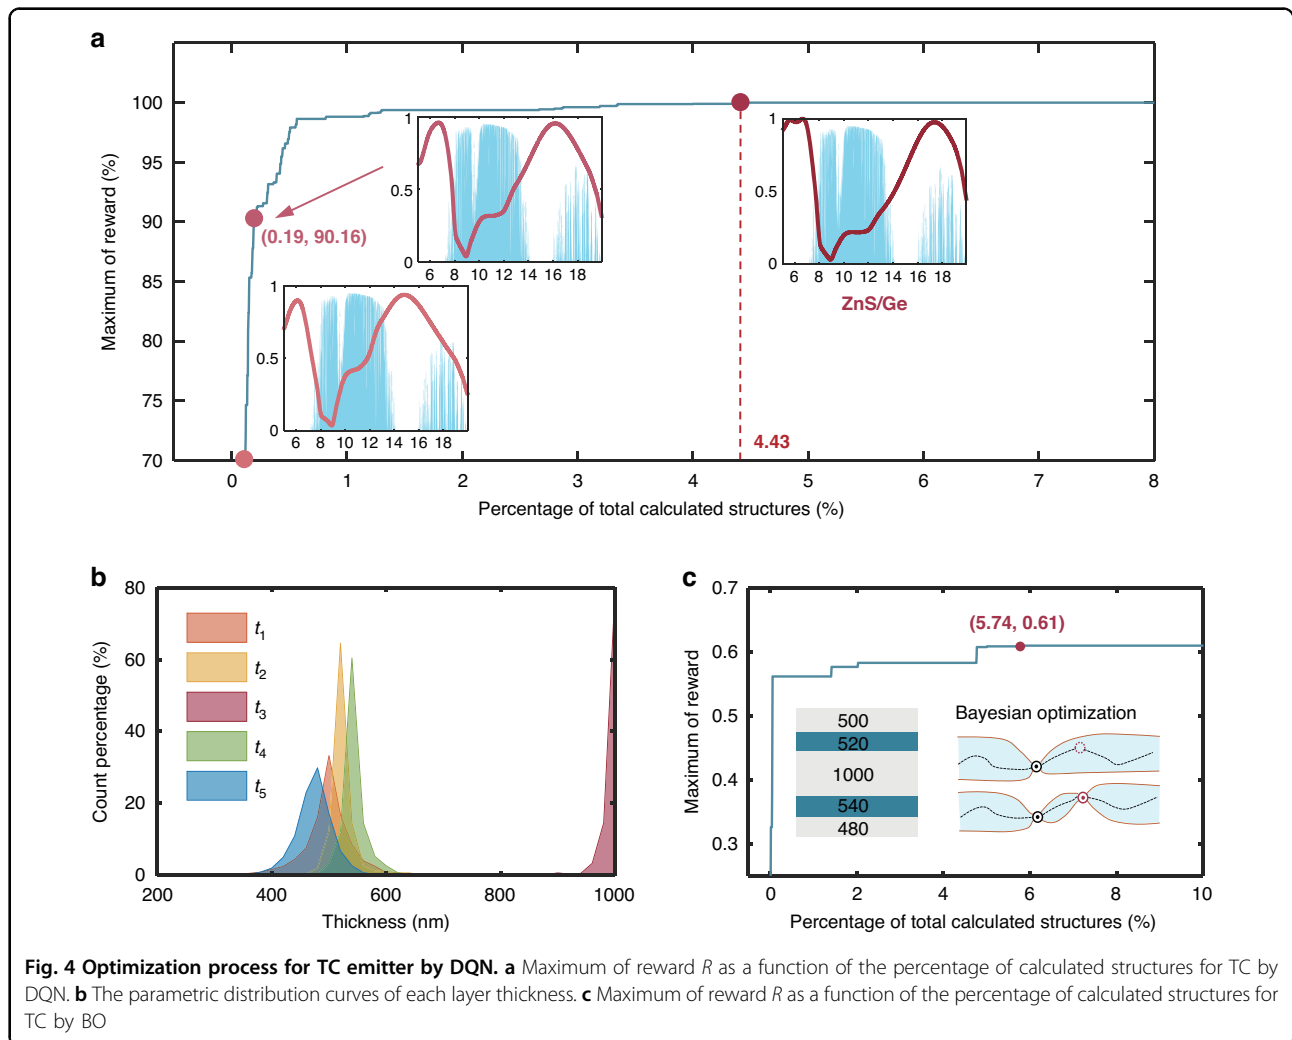 a
Maximum of reward (%)
100
95
90
85
80
75
70
(0.19, 90.16)
1
0.5
0
6 8 10 12 14 16 18
1
0.5
0
6 8 10 12 14 16 18
1
0.5
0
6 8 10 12 14 16 18
ZnS/Ge
4.43
0 1 2 3 4 5 6 7 8
Percentage of total calculated structures (%)
b
Count percentage (%)
80
60
40
20
0
t1
t2
t3
t4
t5
200 400 600 800 1000
Thickness (nm)
c
Maximum of reward
0.7
0.6
0.5
0.4
0.3
(5.74, 0.61)
500
520
1000
540
480
Bayesian optimization
0 2 4 6 8 10
Percentage of total calculated structures (%)
Fig. 4 Optimization process for TC emitter by DQN. a Maximum of reward R as a function of the percentage of calculated structures for TC by
DQN. b The parametric distribution curves of each layer thickness. c Maximum of reward R as a function of the percentage of calculated structures for
TC by BO